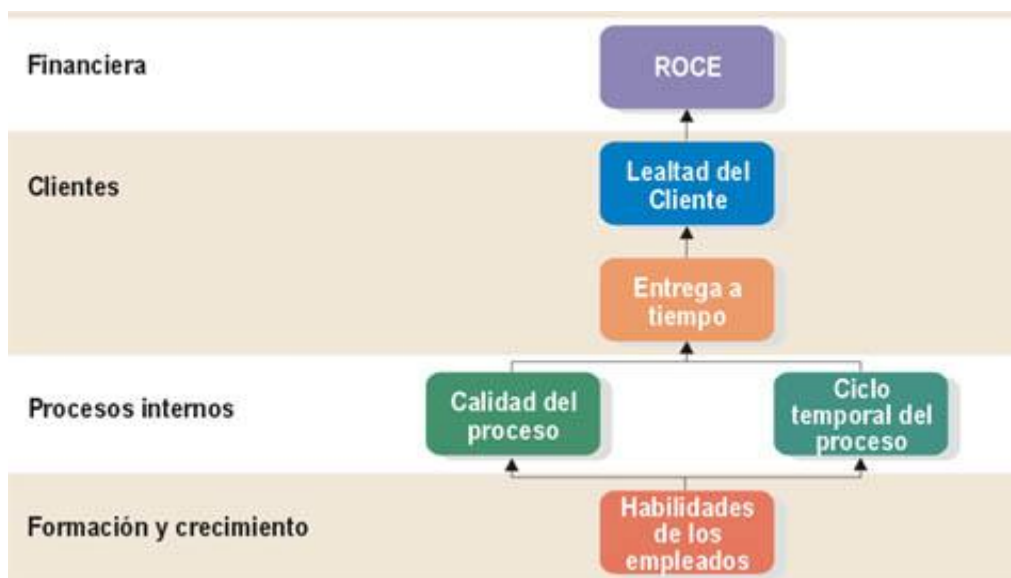 Financiera
ROCE
Clientes
Lealtad del
Cliente
Entrega a
tiempo
Procesos internos
Calidad del
proceso
Ciclo
temporal del
proceso
Formación y crecimiento
Habilidades
de los
empleados